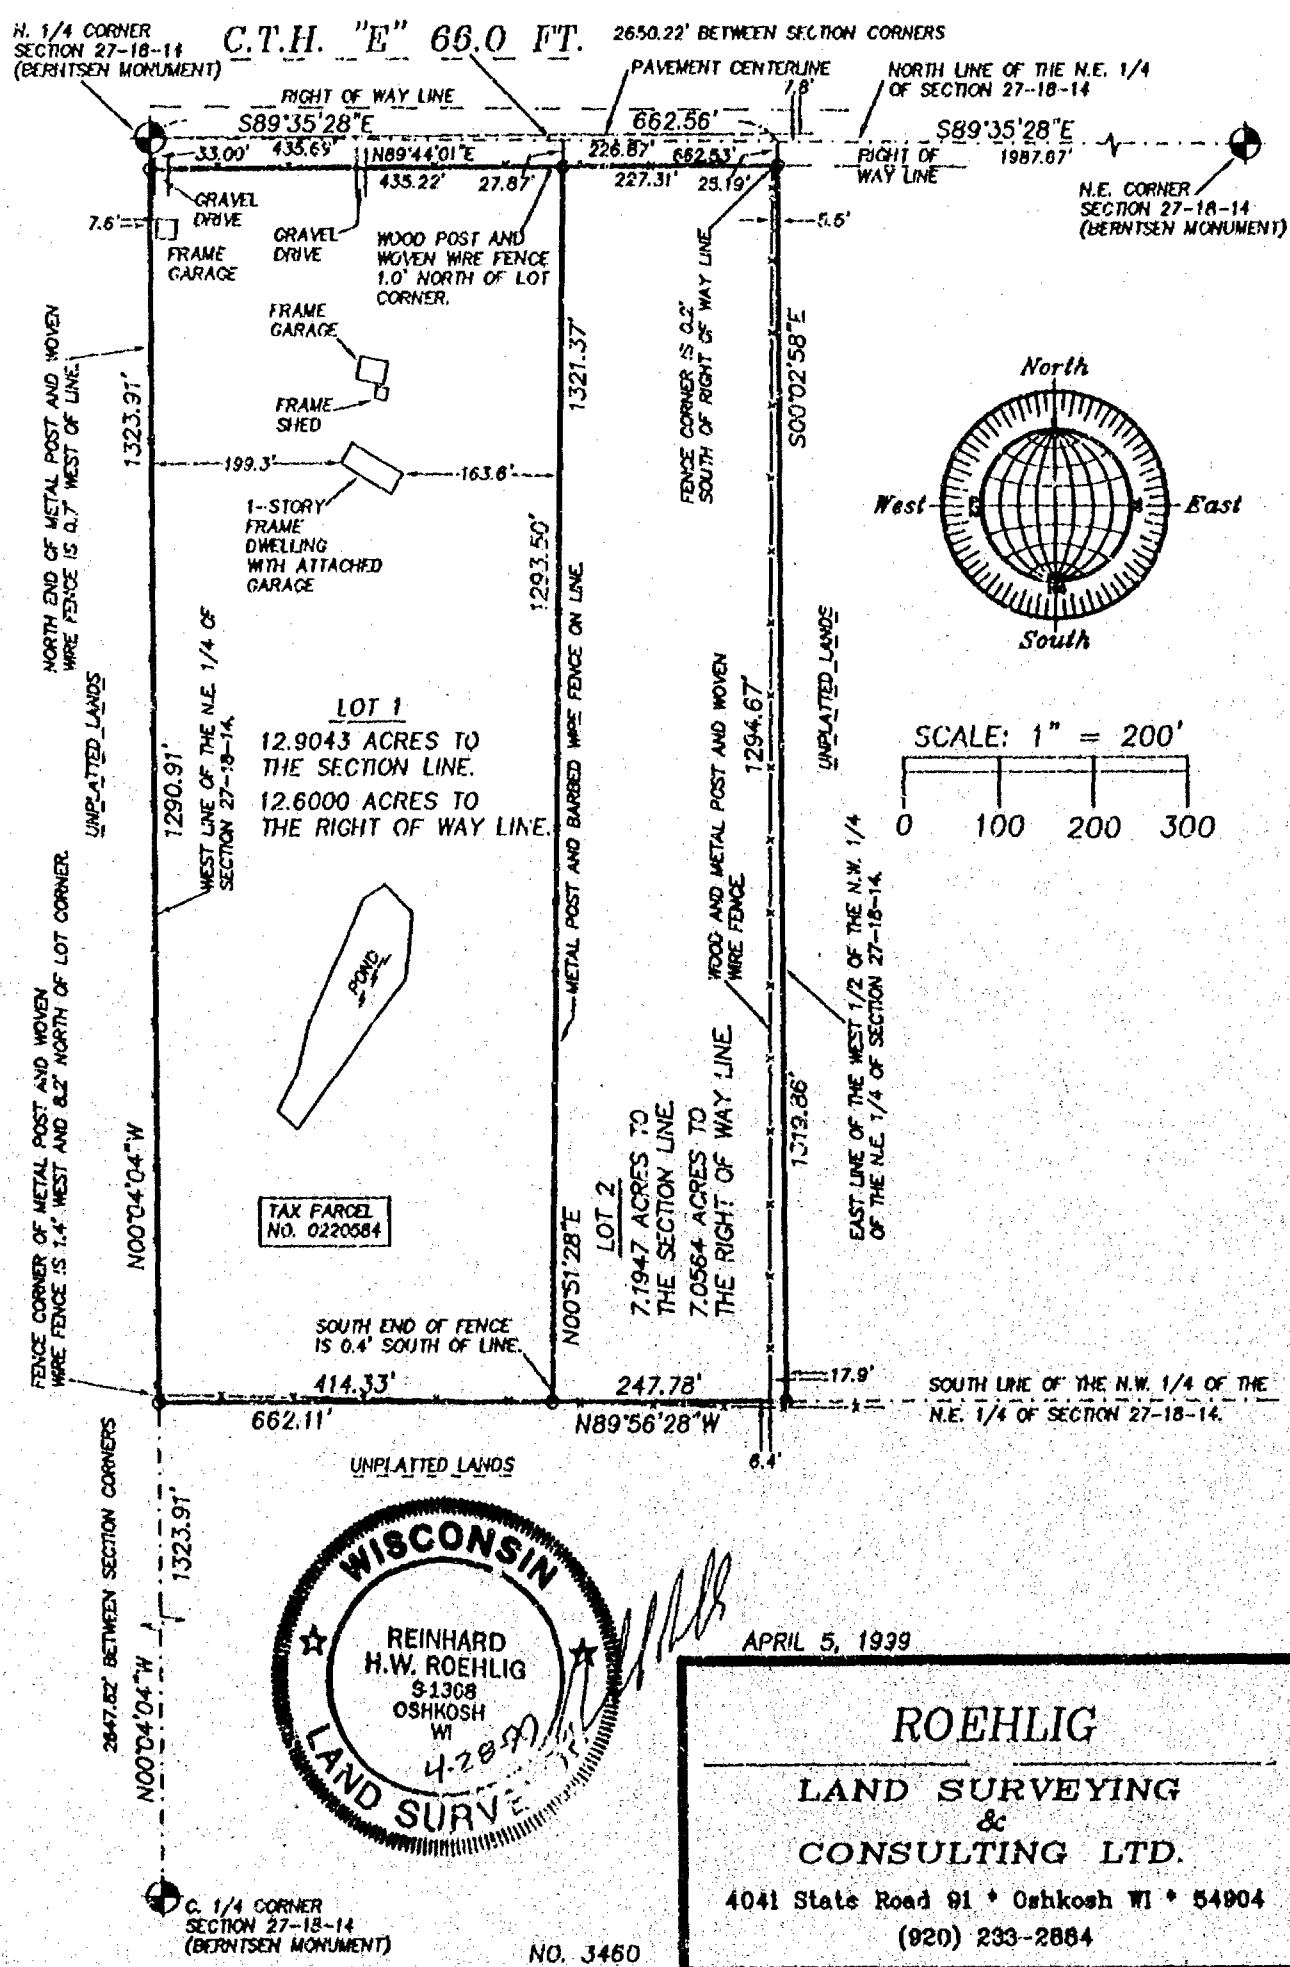 N. 1/4 CORNER
SECTION 27-18-14
(BERNTSEN MONUMENT)
C.T.H. "E" 66.0 FT.
2650.22' BETWEEN SECTION CORNERS
PAVEMENT CENTERLINE
7.8'
NORTH LINE OF THE N.E. 1/4
OF SECTION 27-18-14
RIGHT OF WAY LINE
S89°35'28"E
662.56'
S89°35'28"E
33.00'
435.69'
N89°44'01"E
226.87'
662.53'
RIGHT OF
WAY LINE
1987.67'
435.22'
27.87'
227.31'
25.19'
N.E. CORNER
SECTION 27-18-14
(BERNTSEN MONUMENT)
GRAVEL
DRIVE
7.6'
FRAME
GARAGE
GRAVEL
DRIVE
WOOD POST AND
WOVEN WIRE FENCE
1.0' NORTH OF LOT
CORNER.
5.6'
FENCE CORNER IS 0.2'
SOUTH OF RIGHT OF WAY LINE
FRAME
GARAGE
FRAME
SHED
NORTH END OF METAL POST AND WOVEN
WIRE FENCE IS 0.7' WEST OF LINE.
1323.91'
1321.37'
S00°02'58"E
199.3'
163.6'
1-STORY
FRAME
DWELLING
WITH ATTACHED
GARAGE
1293.50'
North
West
East
South
UNPLATTED LANDS
1290.91'
WEST LINE OF THE N.E. 1/4 OF
SECTION 27-18-14.
LOT 1
12.9043 ACRES TO
THE SECTION LINE.
12.6000 ACRES TO
THE RIGHT OF WAY LINE.
METAL POST AND BARBED WIRE FENCE ON LINE.
WOOD AND METAL POST AND WOVEN
WIRE FENCE.
1294.67'
UNPLATTED LANDS
SCALE: 1" = 200'
0 100 200 300
POND
FENCE CORNER OF METAL POST AND WOVEN
WIRE FENCE IS 1.4' WEST AND 8.2' NORTH OF LOT CORNER.
N00°04'04"W
TAX PARCEL
NO. 0220584
N00°51'28"E
LOT 2
7.1947 ACRES TO
THE SECTION LINE.
7.0564 ACRES TO
THE RIGHT OF WAY LINE.
1319.86'
EAST LINE OF THE WEST 1/2 OF THE N.W. 1/4
OF THE N.E. 1/4 OF SECTION 27-18-14.
SOUTH END OF FENCE
IS 0.4' SOUTH OF LINE.
414.33'
247.78'
17.9'
662.11'
N89°56'28"W
6.4'
SOUTH LINE OF THE N.W. 1/4 OF THE
N.E. 1/4 OF SECTION 27-18-14.
UNPLATTED LANDS
2647.82' BETWEEN SECTION CORNERS
1323.91'
N00°04'04"W
WISCONSIN
REINHARD
H.W. ROEHLIG
S-1368
OSHKOSH
WI
LAND SURVE
APRIL 5, 1999
ROEHLIG
LAND SURVEYING
&
CONSULTING LTD.
4041 State Road 91 * Oshkosh WI * 54904
(920) 233-2884
C. 1/4 CORNER
SECTION 27-18-14
(BERNTSEN MONUMENT)
NO. 3460